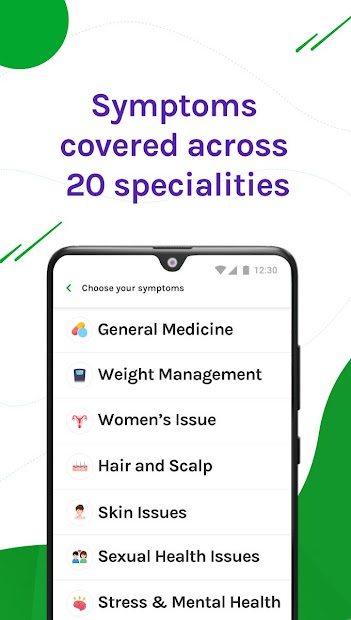 Symptoms
covered across
20 specialities
12:30
Choose your symptoms
General Medicine
Weight Management
Women's Issue
Hair and Scalp
Skin Issues
Sexual Health Issues
Stress & Mental Health